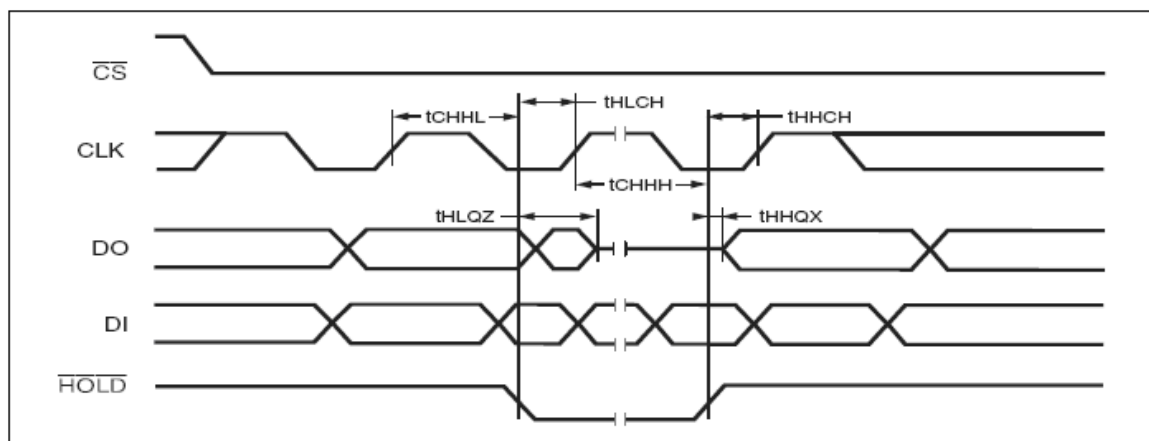 CS
tHLCH
tCHHL
tHHCH
CLK
tCHHH
tHLQZ
tHHQX
DO
DI
HOLD